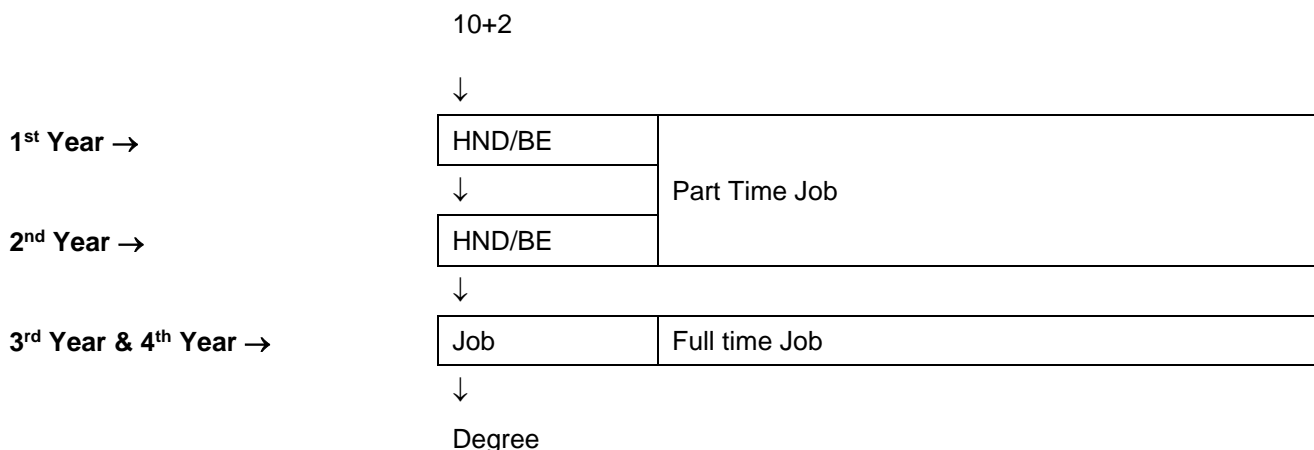 10+2
↓
1st Year → HND/BE
↓ Part Time Job
2nd Year → HND/BE
↓
3rd Year & 4th Year → Job Full time Job
↓
Degree